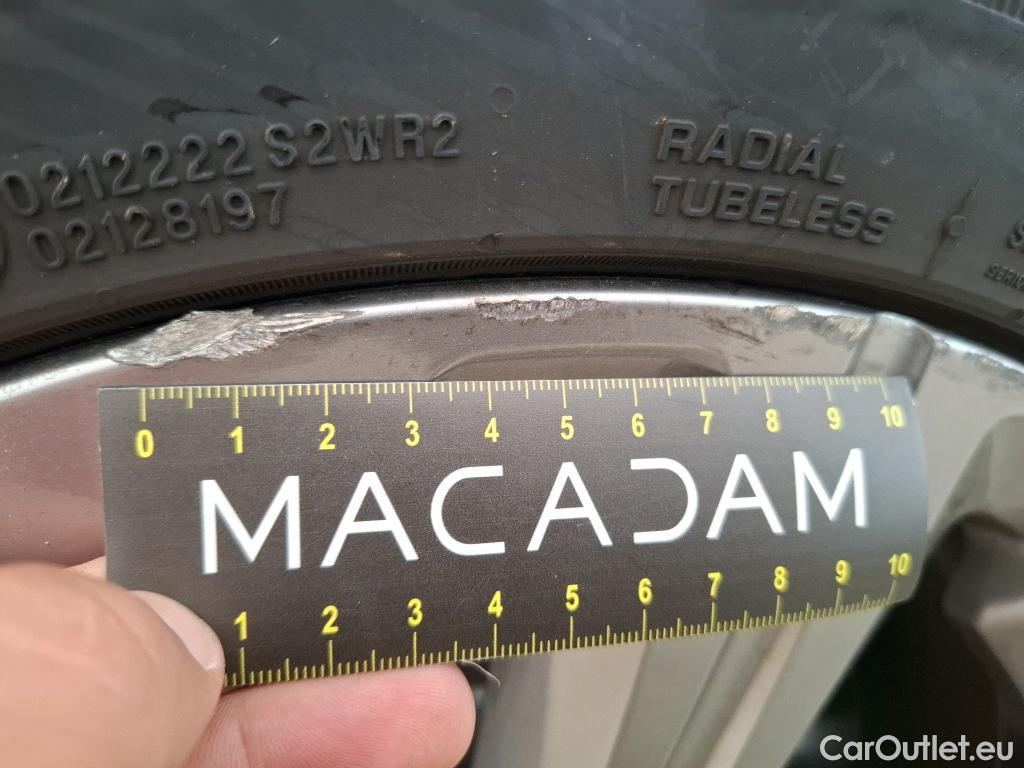 0212222 S2WR2
02128197
RADIAL
TUBELESS
0 1 2 3 4 5 6 7 8 9 10
MACADAM
1 2 3 4 5 6 7 8 9 10
CarOutlet.eu